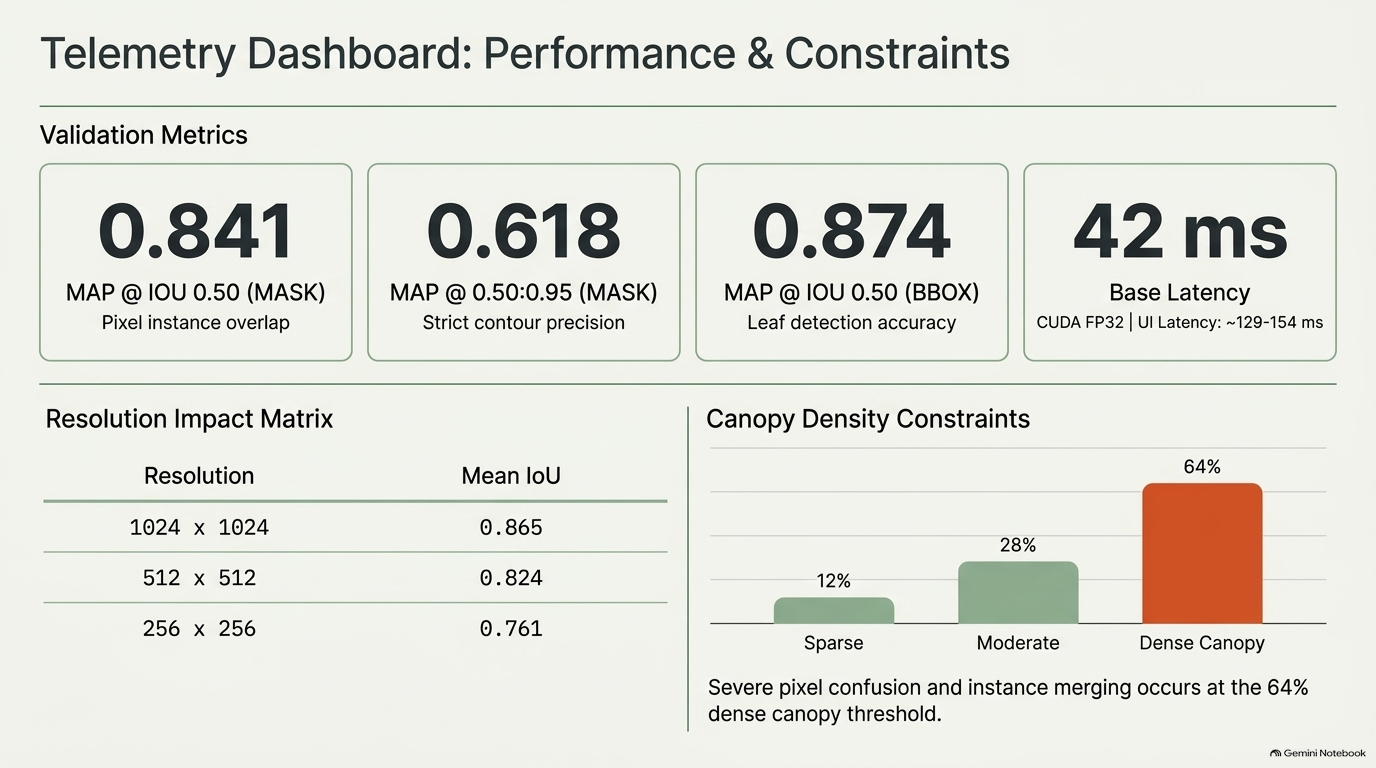 Telemetry Dashboard: Performance & Constraints
Validation Metrics
0.841
MAP @ IOU 0.50 (MASK)
Pixel instance overlap
0.618
MAP @ 0.50:0.95 (MASK)
Strict contour precision
0.874
MAP @ IOU 0.50 (BBOX)
Leaf detection accuracy
42 ms
Base Latency
CUDA FP32 | UI Latency: ~129-154 ms
Resolution Impact Matrix
Resolution Mean IoU
1024 x 1024 0.865
512 x 512 0.824
256 x 256 0.761
Canopy Density Constraints
12%
28%
64%
Sparse Moderate Dense Canopy
Severe pixel confusion and instance merging occurs at the 64%
dense canopy threshold.
Gemini Notebook